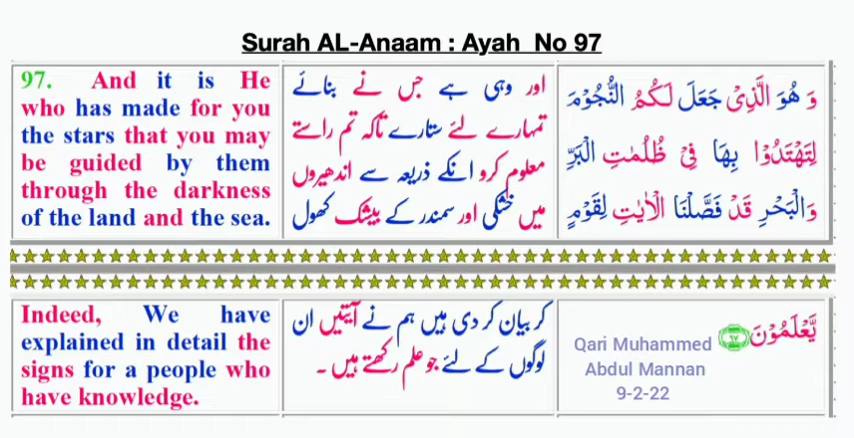 Surah AL-Anaam : Ayah No 97
97. And it is He
who has made for you
the stars that you may
be guided by them
through the darkness
of the land and the sea.
اور وہی ہے جس نے بنائے
تمہارے لئے ستارے تاکہ تم راستے
معلوم کرو انکے ذریعہ سے اندھیروں
میں خشکی اور سمندر کے بیشک کھول
وَ هُوَ الَّذِىْ جَعَلَ لَكُمُ النُّجُوْمَ
لِتَهْتَدُوْا بِهَا فِىْ ظُلُمٰتِ الْبَرِّ
وَالْبَحْرِ قَدْ فَصَّلْنَا الْاٰيٰتِ لِقَوْمٍ
Indeed, We have
explained in detail the
signs for a people who
have knowledge.
کر بیان کر دی ہیں ہم نے آیتیں ان
لوگوں کے لئے جو علم رکھتے ہیں ۔
يَّعْلَمُوْنَ ٩٧
Qari Muhammed
Abdul Mannan
9-2-22